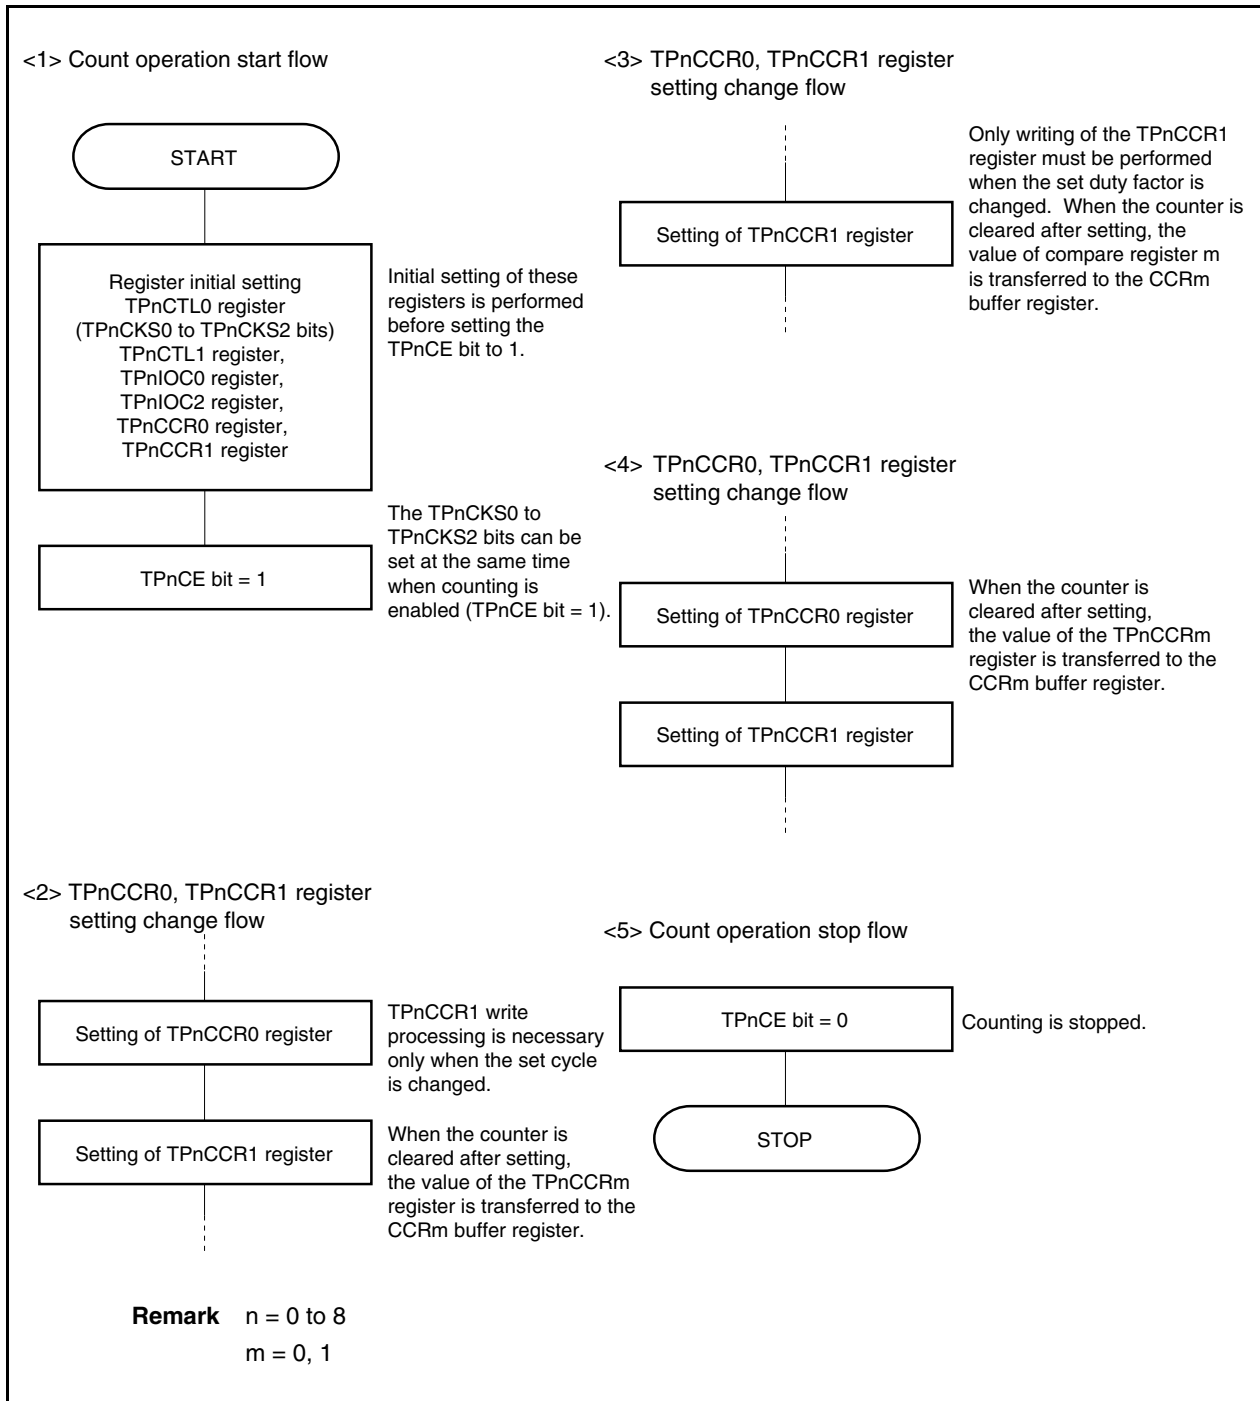 <1> Count operation start flow
START
Register initial setting
TPnCTL0 register
(TPnCKS0 to TPnCKS2 bits)
TPnCTL1 register,
TPnIOC0 register,
TPnIOC2 register,
TPnCCR0 register,
TPnCCR1 register
Initial setting of these
registers is performed
before setting the
TPnCE bit to 1.
TPnCE bit = 1
The TPnCKS0 to
TPnCKS2 bits can be
set at the same time
when counting is
enabled (TPnCE bit = 1).
<2> TPnCCR0, TPnCCR1 register
setting change flow
Setting of TPnCCR0 register
TPnCCR1 write
processing is necessary
only when the set cycle
is changed.
Setting of TPnCCR1 register
When the counter is
cleared after setting,
the value of the TPnCCRm
register is transferred to the
CCRm buffer register.
<3> TPnCCR0, TPnCCR1 register
setting change flow
Setting of TPnCCR1 register
Only writing of the TPnCCR1
register must be performed
when the set duty factor is
changed. When the counter is
cleared after setting, the
value of compare register m
is transferred to the CCRm
buffer register.
<4> TPnCCR0, TPnCCR1 register
setting change flow
Setting of TPnCCR0 register
When the counter is
cleared after setting,
the value of the TPnCCRm
register is transferred to the
CCRm buffer register.
Setting of TPnCCR1 register
<5> Count operation stop flow
TPnCE bit = 0
Counting is stopped.
STOP
Remark n = 0 to 8
m = 0, 1